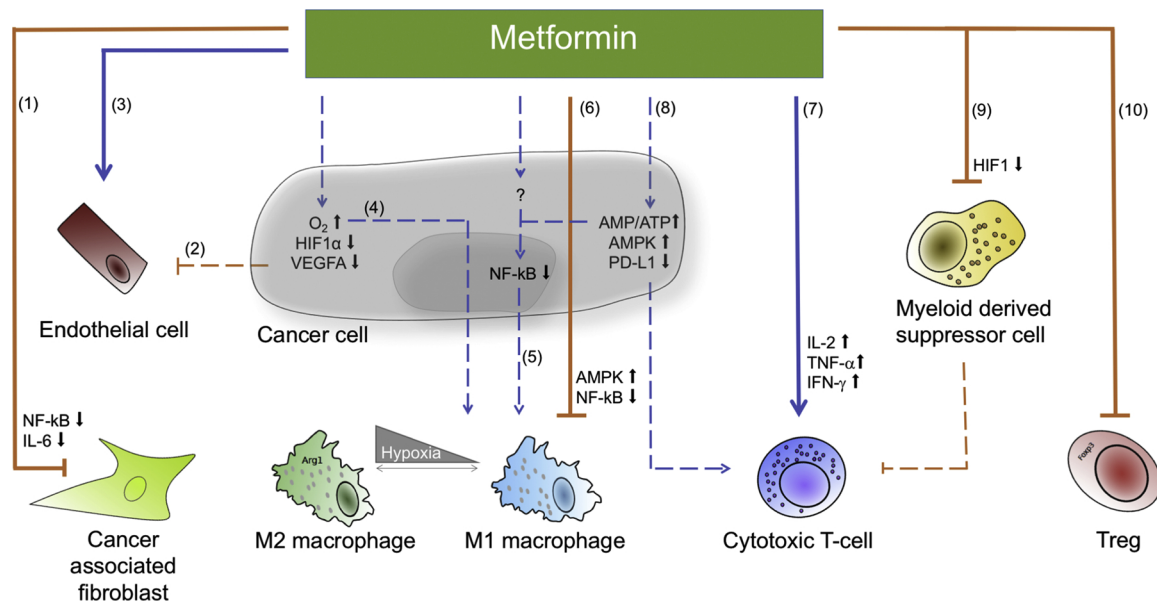 Metformin
(1)
(3)
(6)
(8)
(7)
(9)
(10)
HIF1 ⬇
?
O₂ ⬆
HIF1α ⬇
VEGFA ⬇
(4)
AMP/ATP ⬆
AMPK ⬆
PD-L1 ⬇
(2)
NF-kB ⬇
Endothelial cell
Cancer cell
Myeloid derived
suppressor cell
(5)
IL-2 ⬆
TNF-α ⬆
IFN-γ ⬆
AMPK ⬆
NF-kB ⬇
NF-kB ⬇
IL-6 ⬇
Hypoxia
Arg1
Foxp3
Cancer
associated
fibroblast
M2 macrophage
M1 macrophage
Cytotoxic T-cell
Treg